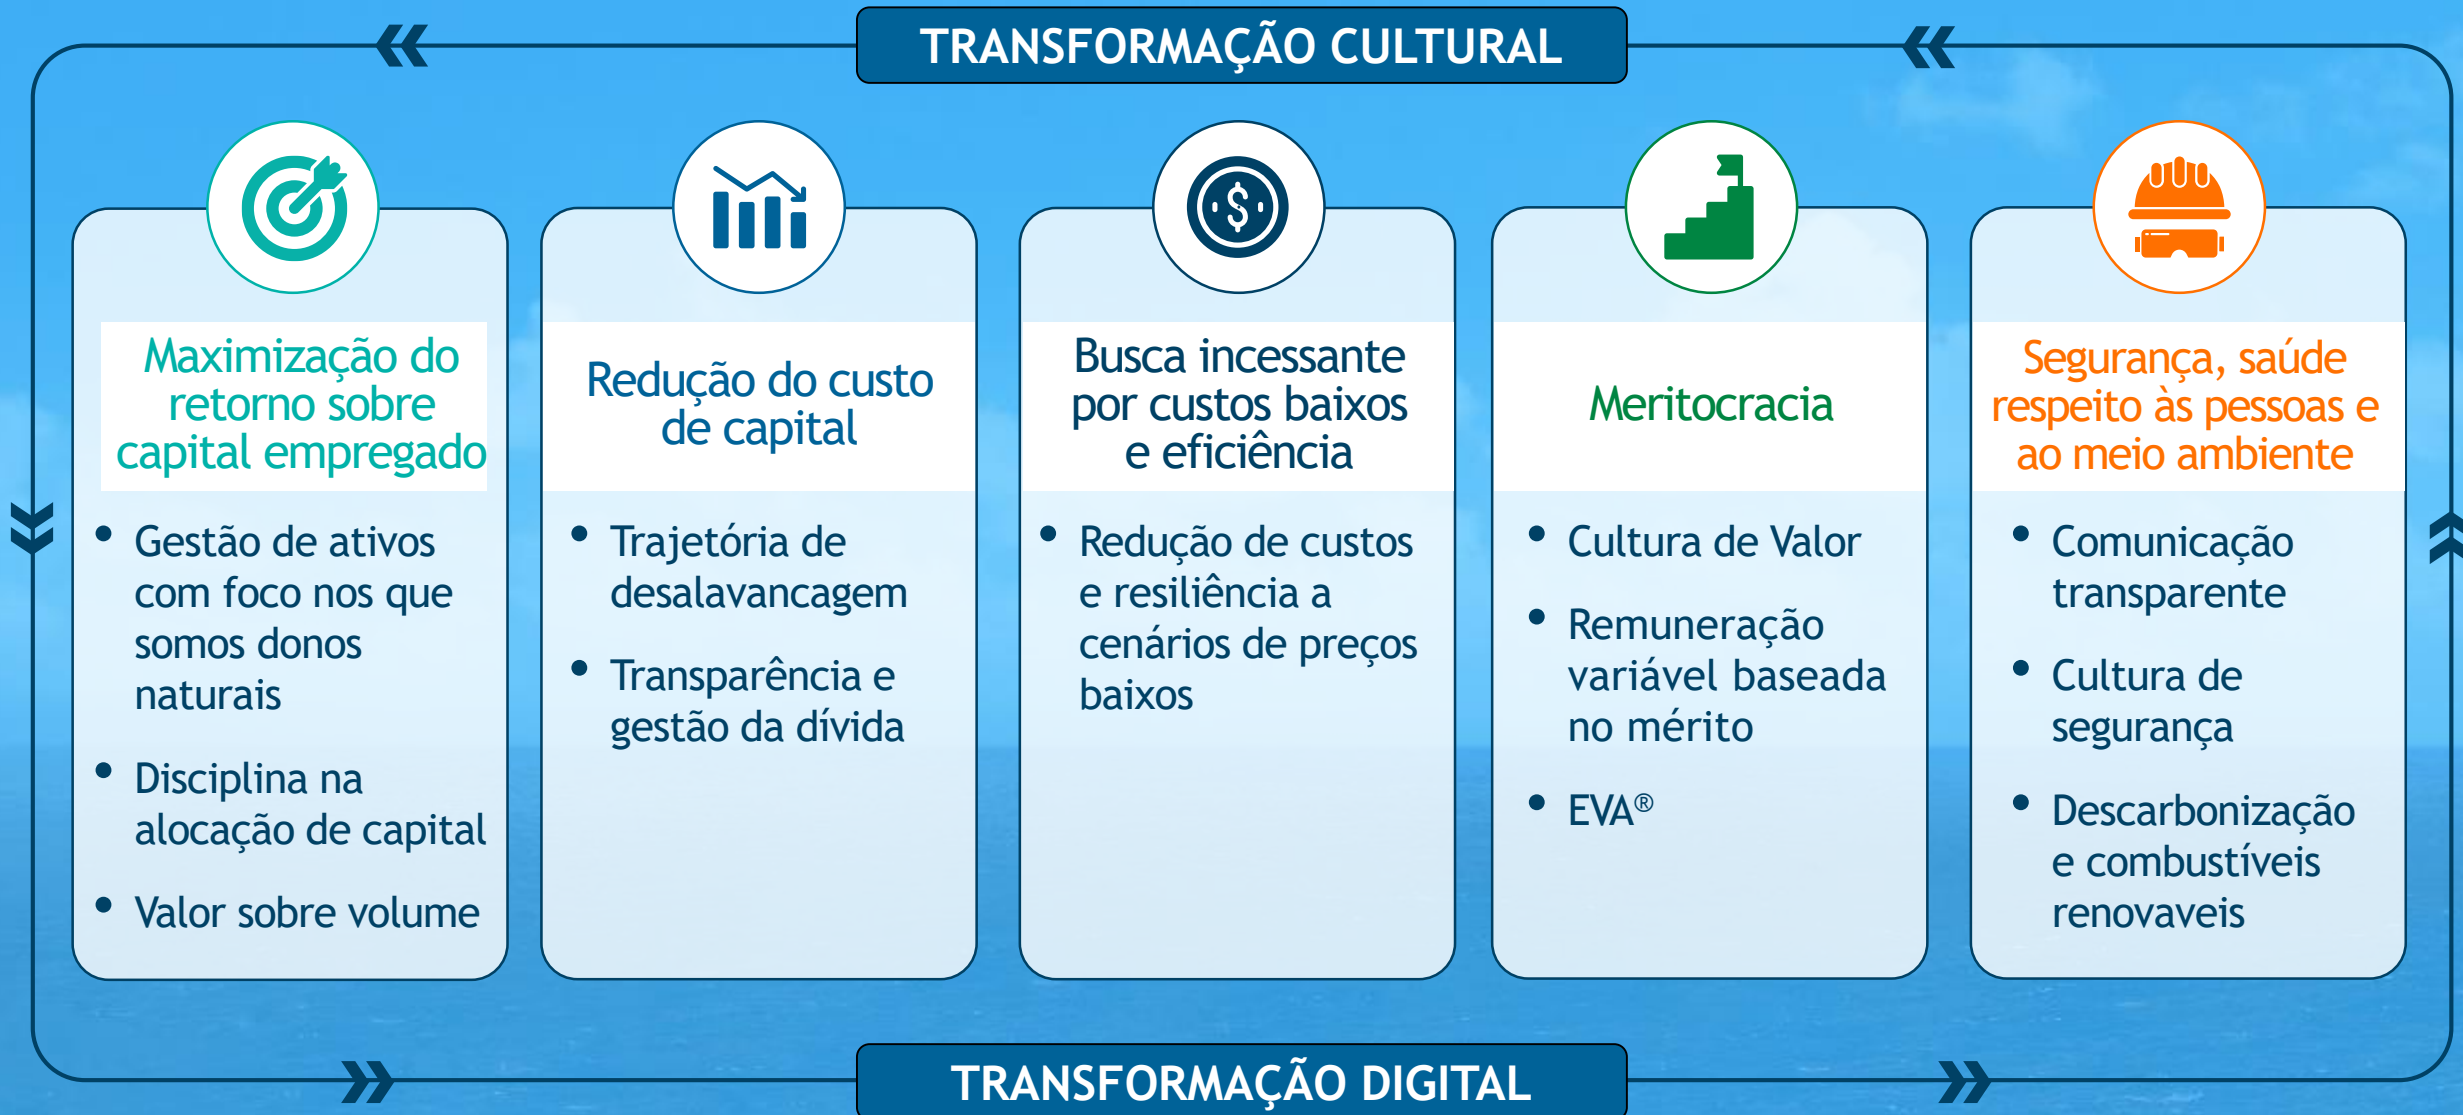 TRANSFORMAÇÃO CULTURAL
Maximização do
retorno sobre
capital empregado
• Gestão de ativos
com foco nos que
somos donos
naturais
• Disciplina na
alocação de capital
• Valor sobre volume
Redução do custo
de capital
• Trajetória de
desalavancagem
• Transparência e
gestão da dívida
Busca incessante
por custos baixos
e eficiência
• Redução de custos
e resiliência a
cenários de preços
baixos
Meritocracia
• Cultura de Valor
• Remuneração
variável baseada
no mérito
• EVA®
Segurança, saúde
respeito às pessoas e
ao meio ambiente
• Comunicação
transparente
• Cultura de
segurança
• Descarbonização
e combustíveis
renovaveis
TRANSFORMAÇÃO DIGITAL